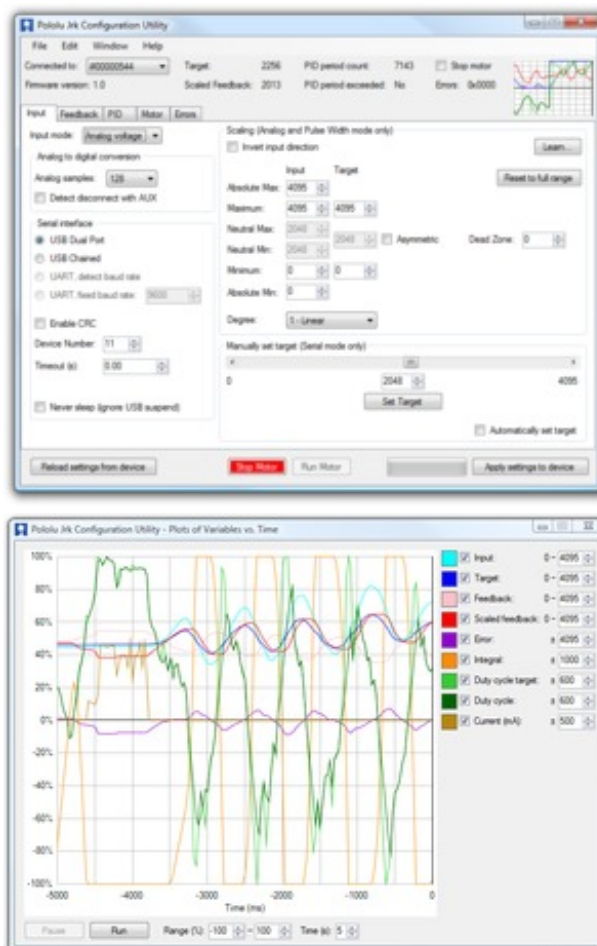 Pololu Jrk Configuration Utility
File Edit Window Help
Connected to: #00000544 Target: 2256 PID period count: 7143 Stop motor
Firmware version: 1.0 Scaled Feedback: 2013 PID period exceeded: No Errors: 0x0000
Input Feedback PID Motor Errors
Input mode: Analog voltage
Scaling (Analog and Pulse Width mode only)
Invert input direction Learn...
Analog to digital conversion
Input Target
Analog samples: 128
Reset to full range
Absolute Max: 4095
Detect disconnect with AUX
Maximum: 4095 4095
Serial interface
Neutral Max: 2048
USB Dual Port
2048 Asymmetric Dead Zone: 0
Neutral Min: 2048
USB Chained
Minimum: 0 0
UART, detect baud rate
UART, fixed baud rate: 9600
Absolute Min: 0
Enable CRC
Degree: 1 - Linear
Device Number: 11
Manually set target (Serial mode only)
Timeout (s): 0.00
0 2048 4095
Set Target
Never sleep (ignore USB suspend)
Automatically set target
Reload settings from device Stop Motor Run Motor Apply settings to device
Pololu Jrk Configuration Utility - Plots of Variables vs. Time
100%
80%
60%
40%
20%
0%
-20%
-40%
-60%
-80%
-100%
-5000 -4000 -3000 -2000 -1000 0
Time (ms)
Input: 0 - 4095
Target: 0 - 4095
Feedback: 0 - 4095
Scaled feedback: 0 - 4095
Error: ± 4095
Integral: ± 1000
Duty cycle target: ± 600
Duty cycle: ± 600
Current (mA): ± 500
Pause Run Range (%): -100 - 100 Time (s): 5